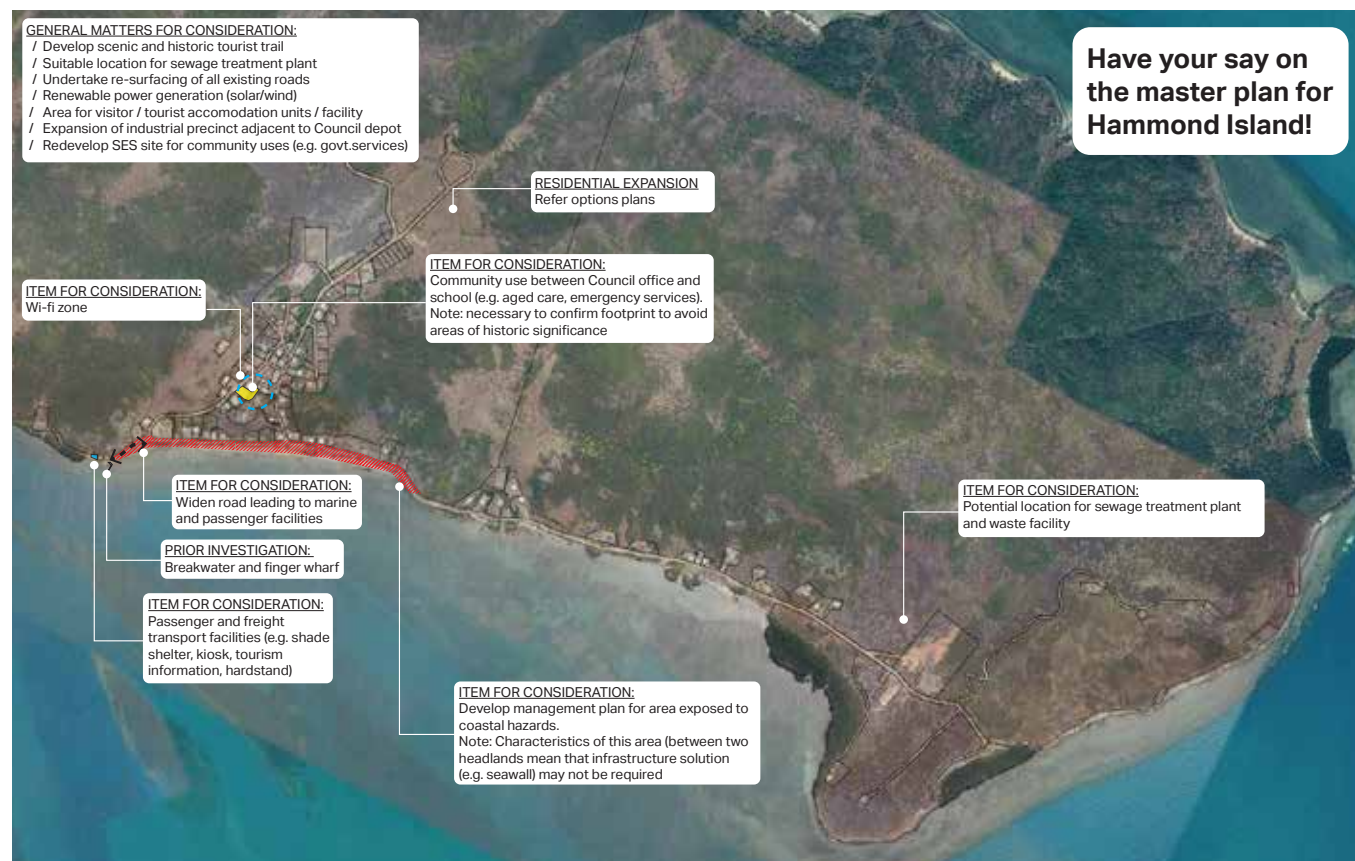 GENERAL MATTERS FOR CONSIDERATION:
/ Develop scenic and historic tourist trail
/ Suitable location for sewage treatment plant
/ Undertake re-surfacing of all existing roads
/ Renewable power generation (solar/wind)
/ Area for visitor / tourist accomodation units / facility
/ Expansion of industrial precinct adjacent to Council depot
/ Redevelop SES site for community uses (e.g. govt.services)
Have your say on
the master plan for
Hammond Island!
RESIDENTIAL EXPANSION
Refer options plans
ITEM FOR CONSIDERATION:
Community use between Council office and
school (e.g. aged care, emergency services).
Note: necessary to confirm footprint to avoid
areas of historic significance
ITEM FOR CONSIDERATION:
Wi-fi zone
ITEM FOR CONSIDERATION:
Widen road leading to marine
and passenger facilities
PRIOR INVESTIGATION:
Breakwater and finger wharf
ITEM FOR CONSIDERATION:
Passenger and freight
transport facilities (e.g. shade
shelter, kiosk, tourism
information, hardstand)
ITEM FOR CONSIDERATION:
Potential location for sewage treatment plant
and waste facility
ITEM FOR CONSIDERATION:
Develop management plan for area exposed to
coastal hazards.
Note: Characteristics of this area (between two
headlands mean that infrastructure solution
(e.g. seawall) may not be required